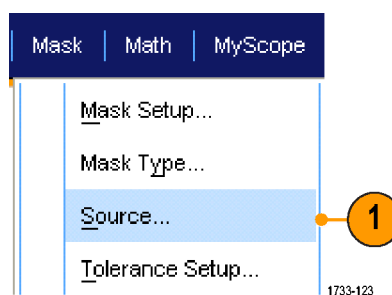 Mask Math MyScope
Mask Setup...
Mask Type...
Source...
1
Tolerance Setup...
1733-123